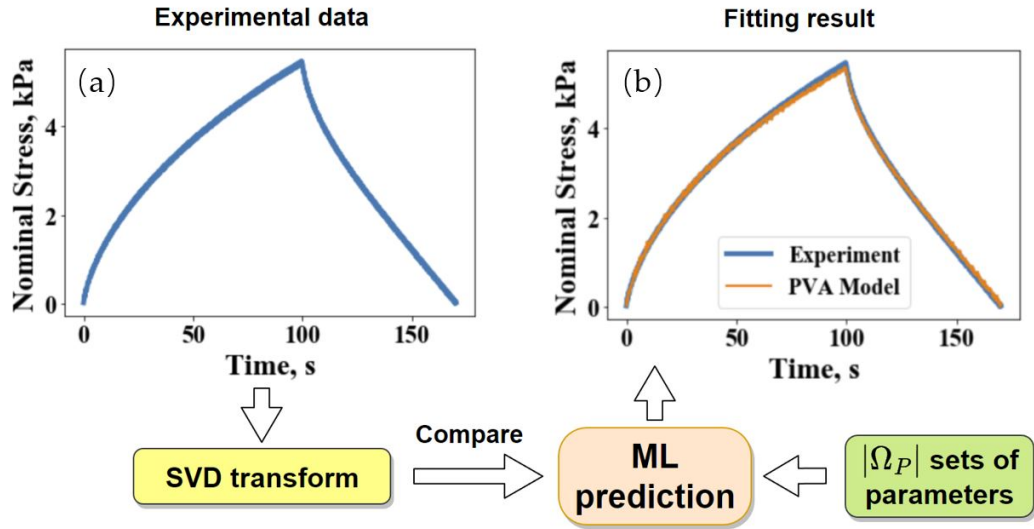 Experimental data
(a)
Nominal Stress, kPa
4
2
0
0 50 100 150
Time, s
Fitting result
(b)
Nominal Stress, kPa
4
2
0
Experiment
PVA Model
0 50 100 150
Time, s
SVD transform
Compare
ML
prediction
|Ω_P| sets of
parameters